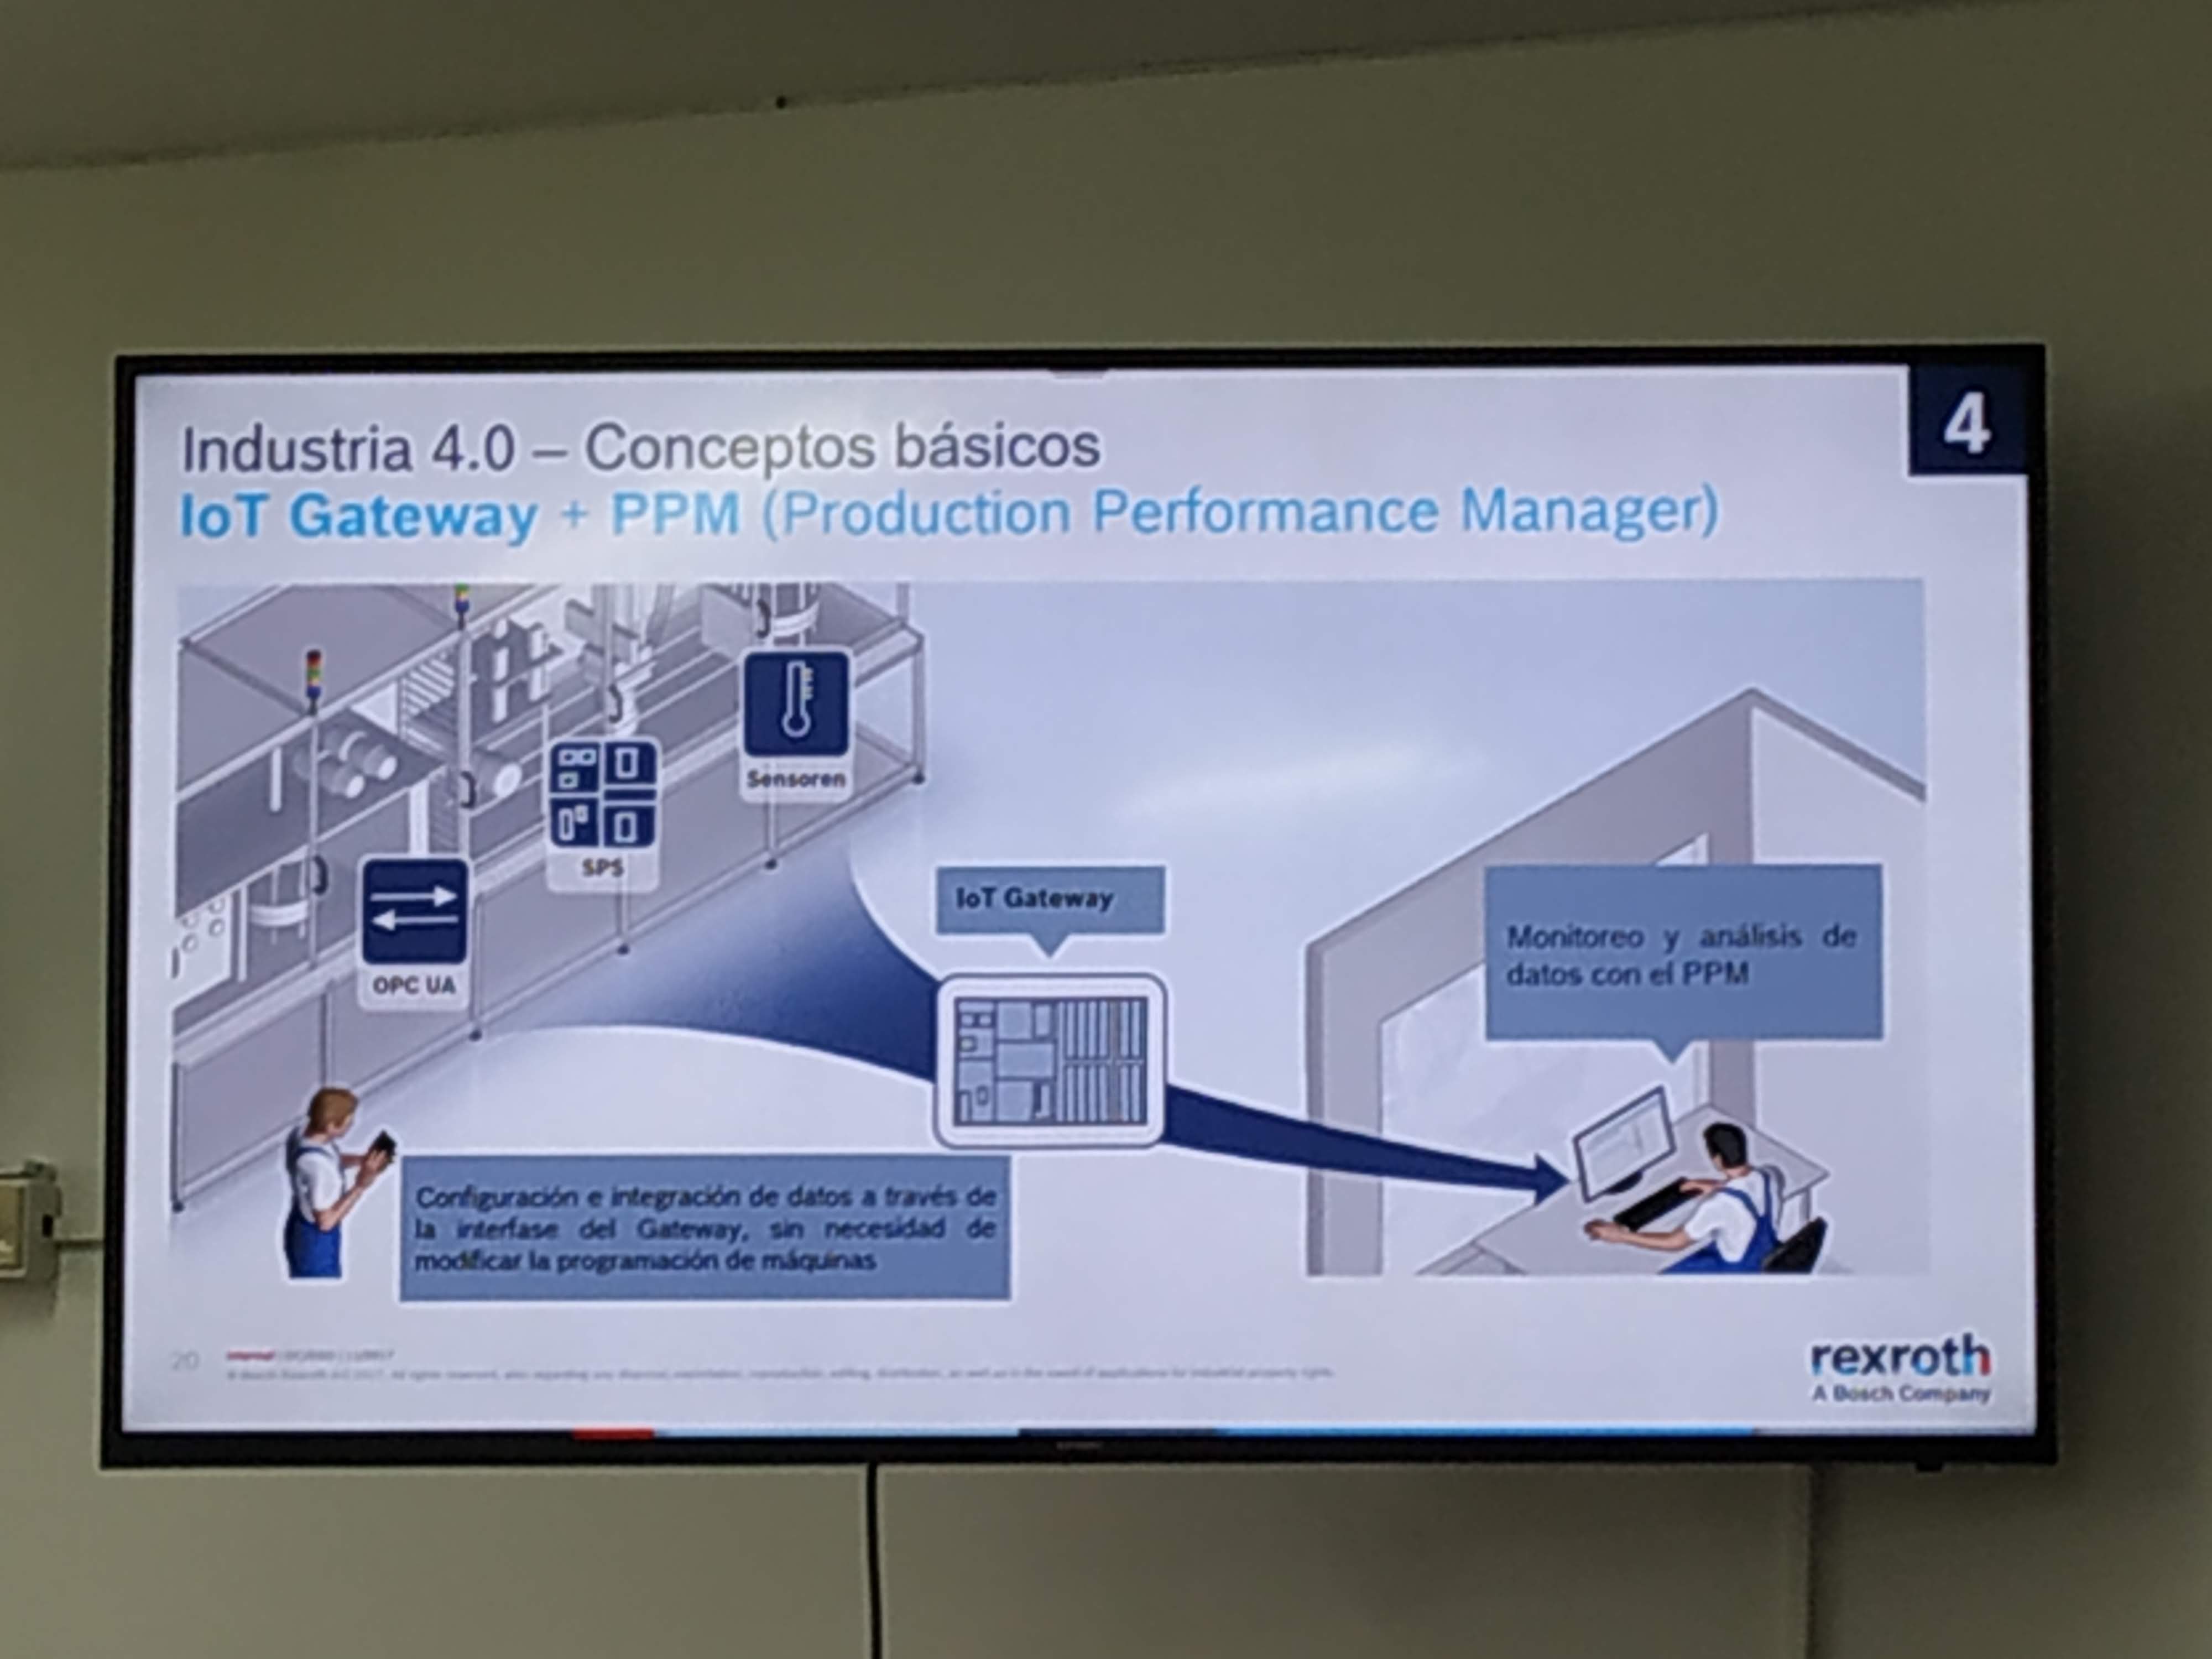 4
Industria 4.0 – Conceptos básicos
IoT Gateway + PPM (Production Performance Manager)
Sensoren
SPS
OPC UA
IoT Gateway
Monitoreo y análisis de
datos con el PPM
Configuración e integración de datos a través de
la interfase del Gateway, sin necesidad de
modificar la programación de máquinas
20
rexroth
A Bosch Company